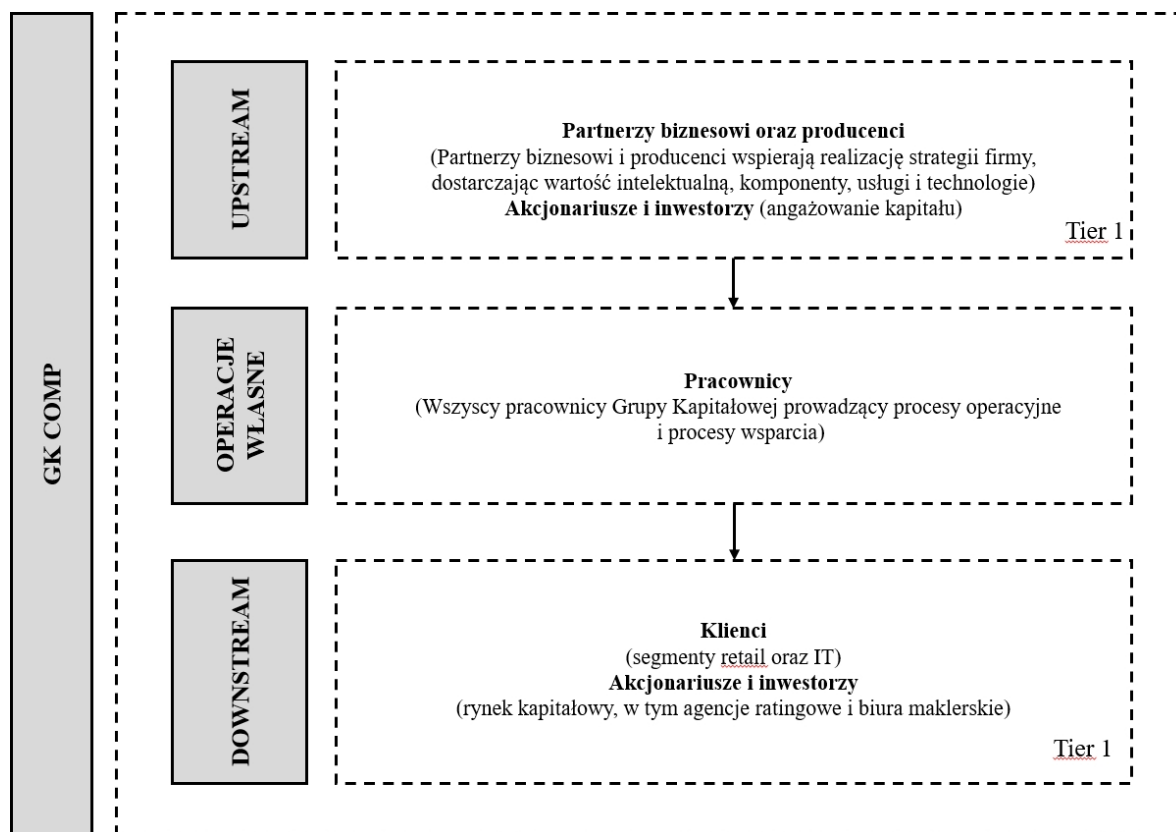 GK COMP
UPSTREAM
Partnerzy biznesowi oraz producenci
(Partnerzy biznesowi i producenci wspierają realizację strategii firmy,
dostarczając wartość intelektualną, komponenty, usługi i technologie)
Akcjonariusze i inwestorzy (angażowanie kapitału)
Tier 1
OPERACJE
WŁASNE
Pracownicy
(Wszyscy pracownicy Grupy Kapitałowej prowadzący procesy operacyjne
i procesy wsparcia)
DOWNSTREAM
Klienci
(segmenty retail oraz IT)
Akcjonariusze i inwestorzy
(rynek kapitałowy, w tym agencje ratingowe i biura maklerskie)
Tier 1